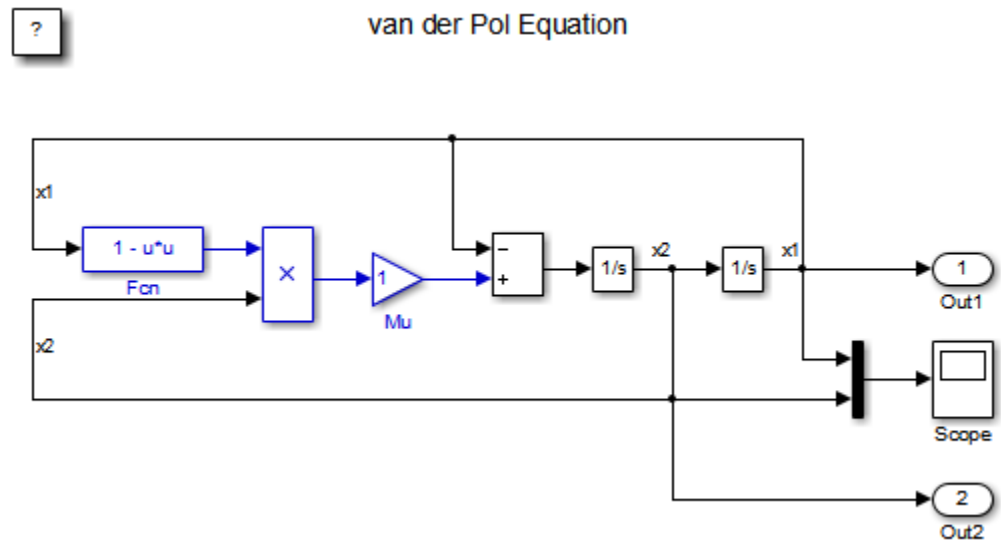 ?
van der Pol Equation
x1
1 - u*u
Fcn
×
1
Mu
−
+
1/s
x2
1/s
x1
1
Out1
x2
Scope
2
Out2